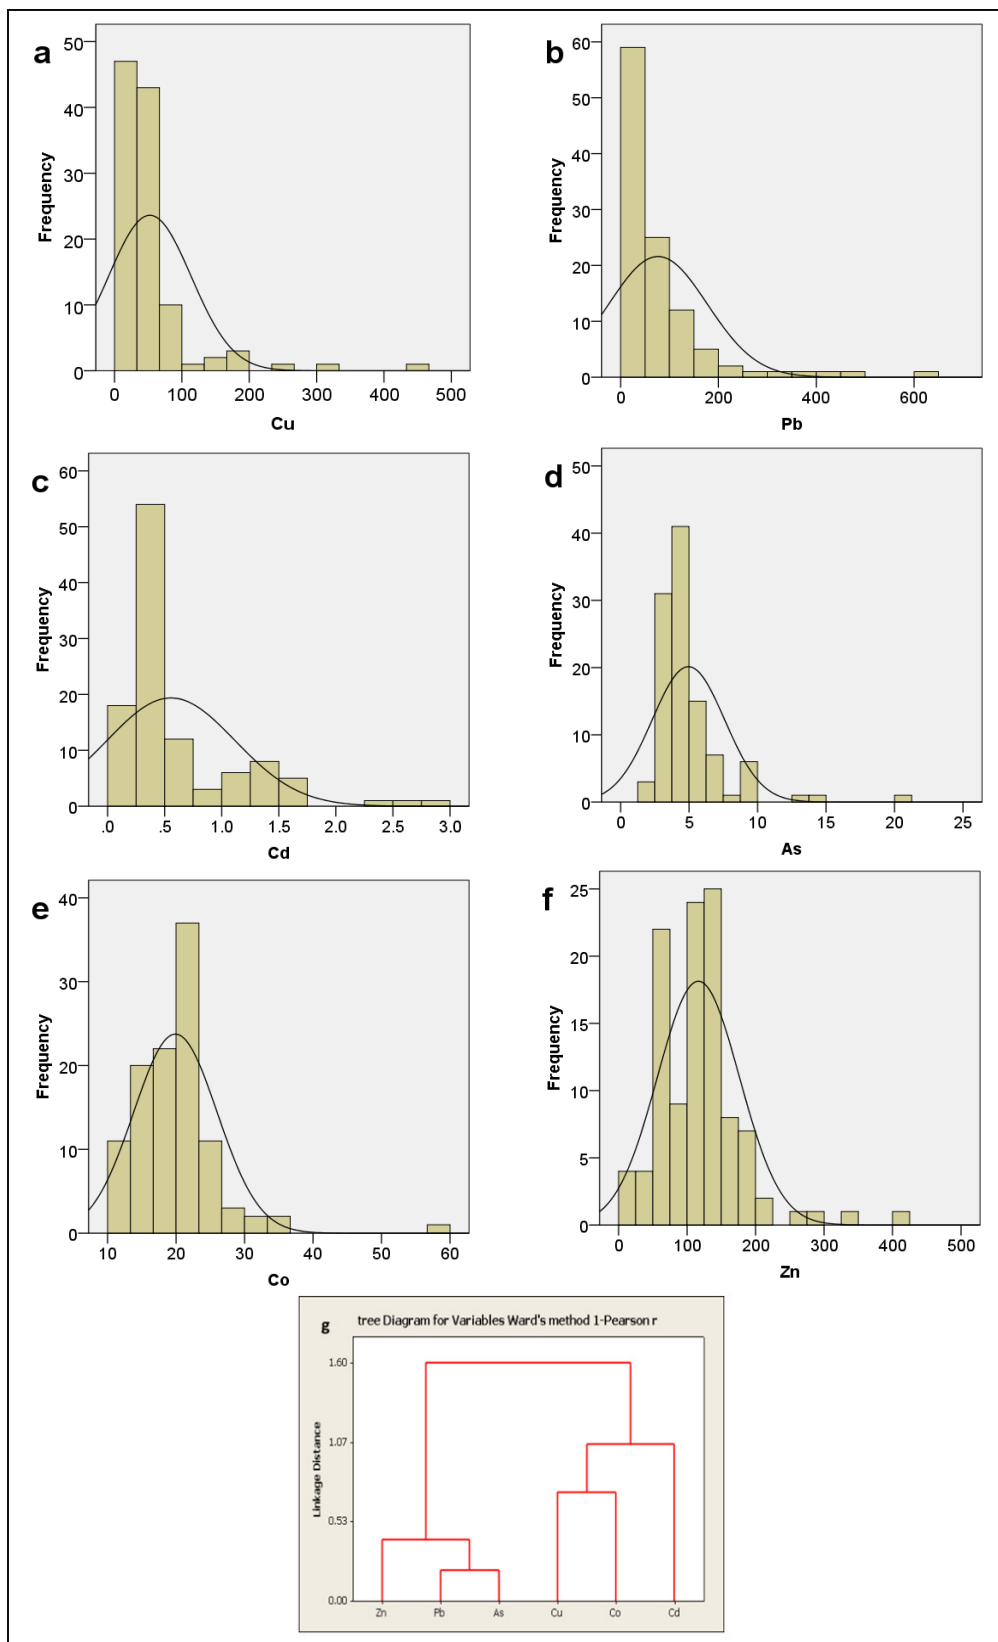 a
50
40
30
20
10
0
Frequency
0 100 200 300 400 500
Cu
b
60
50
40
30
20
10
0
Frequency
0 200 400 600
Pb
c
60
50
40
30
20
10
0
Frequency
.0 .5 1.0 1.5 2.0 2.5 3.0
Cd
d
50
40
30
20
10
0
Frequency
0 5 10 15 20 25
As
e
40
30
20
10
0
Frequency
10 20 30 40 50 60
Co
f
25
20
15
10
5
0
Frequency
0 100 200 300 400 500
Zn
g tree Diagram for Variables Ward's method 1-Pearson r
1.60
1.07
0.53
0.00
Linkage Distance
Zn Pb As Cu Co Cd